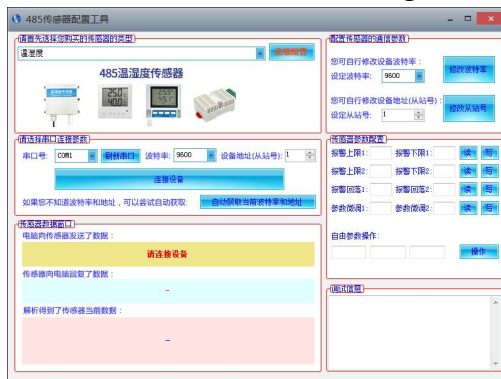 485传感器配置工具
请首先选择您购买的传感器的类型
温湿度
高级配置
485温湿度传感器
请选择串口连接参数
串口号: COM1 刷新串口 波特率: 9600 设备地址(从站号): 1
连接设备
如果您不知道波特率和地址，可以尝试自动获取: 自动获取当前波特率和地址
传感器数据窗口
电脑向传感器发送了数据：
请连接设备
传感器向电脑回复了数据：
–
解析得到了传感器当前数据：
–
配置传感器的通信参数
您可自行修改设备波特率：
设定波特率: 9600 修改波特率
您可自行修改设备地址(从站号)：
设定从站号: 1 修改从站号
传感器参数配置
报警上限1: 报警下限1: 读 写
报警上限2: 报警下限2: 读 写
报警回落1: 报警回落2: 读 写
参数微调1: 参数微调2: 读 写
自由参数操作:
操作
调试信息